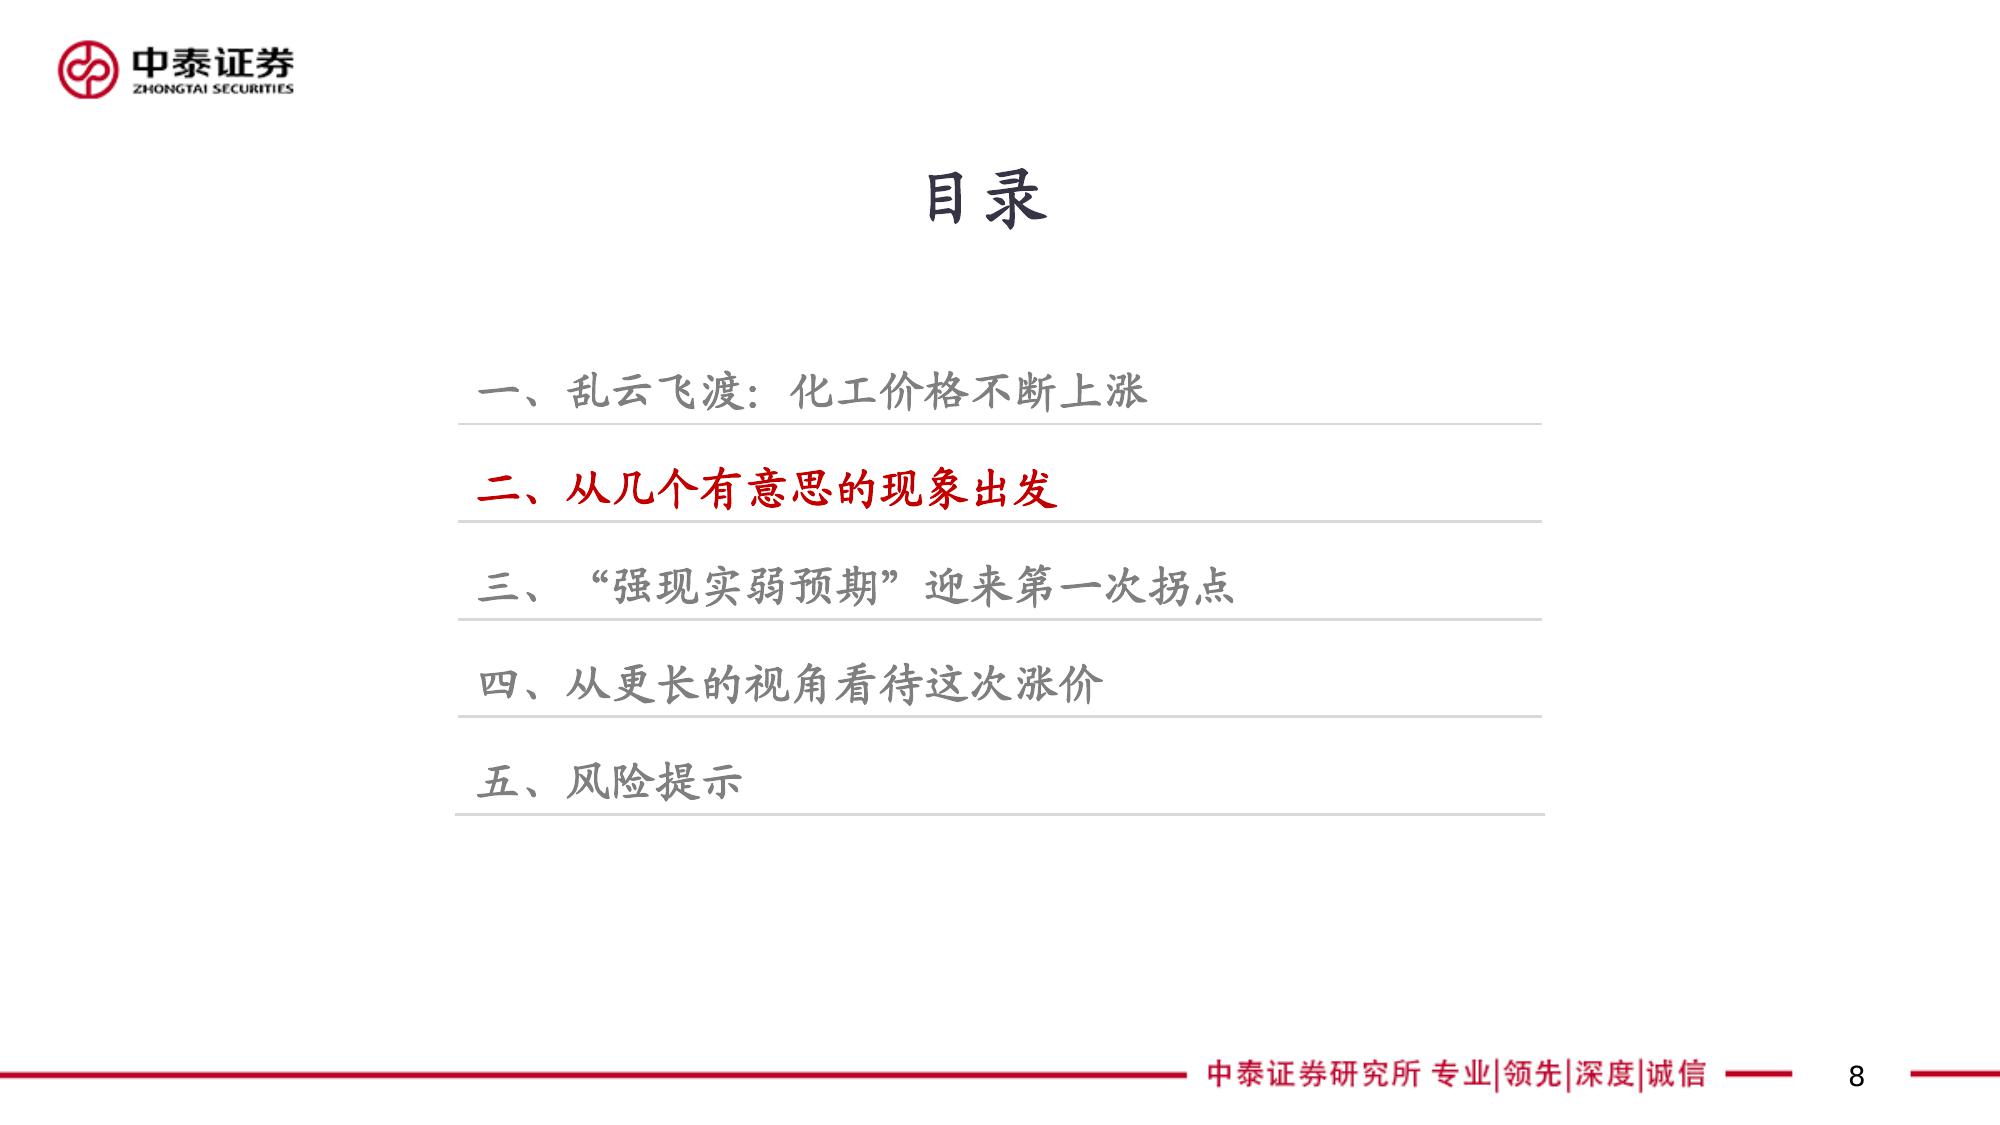 中泰证券
ZHONGTAI SECURITIES
目录
一、乱云飞渡：化工价格不断上涨
二、从几个有意思的现象出发
三、“强现实弱预期”迎来第一次拐点
四、从更长的视角看待这次涨价
五、风险提示
中泰证券研究所 专业|领先|深度|诚信
8